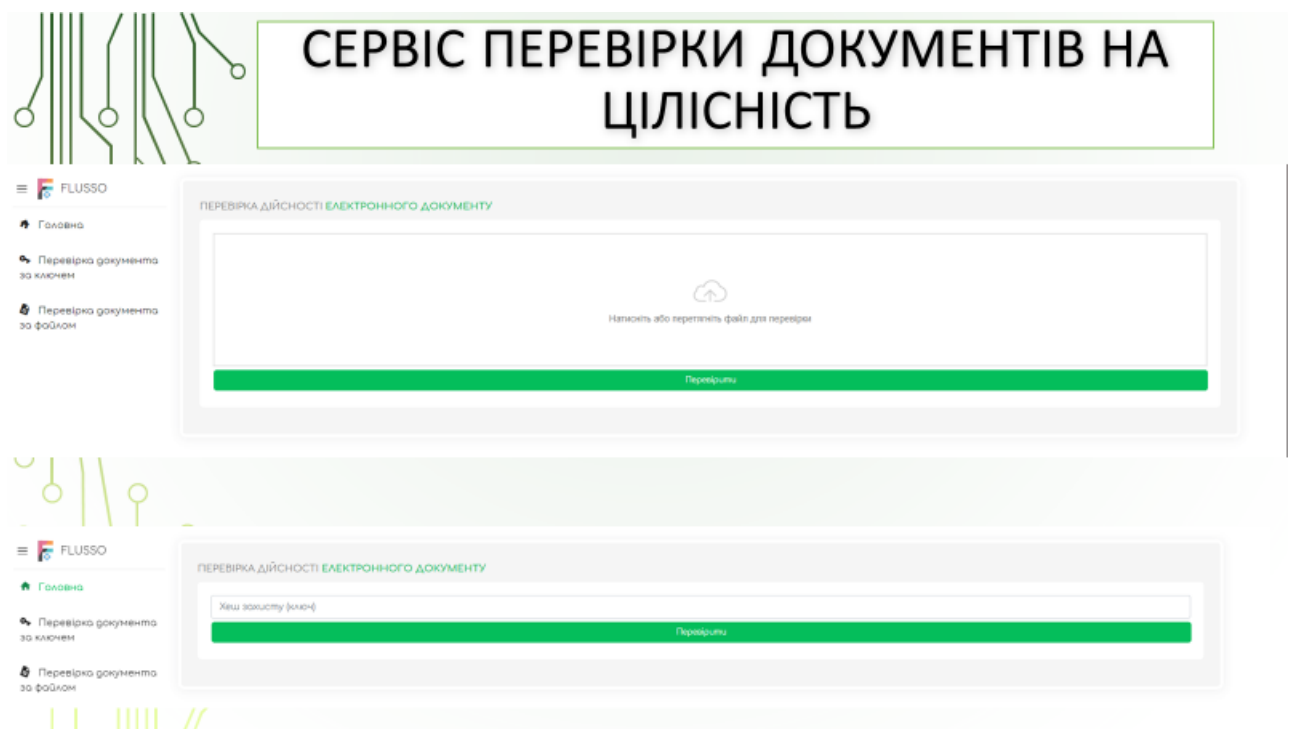 СЕРВІС ПЕРЕВІРКИ ДОКУМЕНТІВ НА
ЦІЛІСНІСТЬ
FLUSSO
Головна
Перевірка документа
за ключем
Перевірка документа
за файлом
ПЕРЕВІРКА ДІЙСНОСТІ ЕЛЕКТРОННОГО ДОКУМЕНТУ
Натисніть або перетягніть файл для перевірки
Перевірити
FLUSSO
Головна
Перевірка документа
за ключем
Перевірка документа
за файлом
ПЕРЕВІРКА ДІЙСНОСТІ ЕЛЕКТРОННОГО ДОКУМЕНТУ
Хеш захисту (ключ)
Перевірити